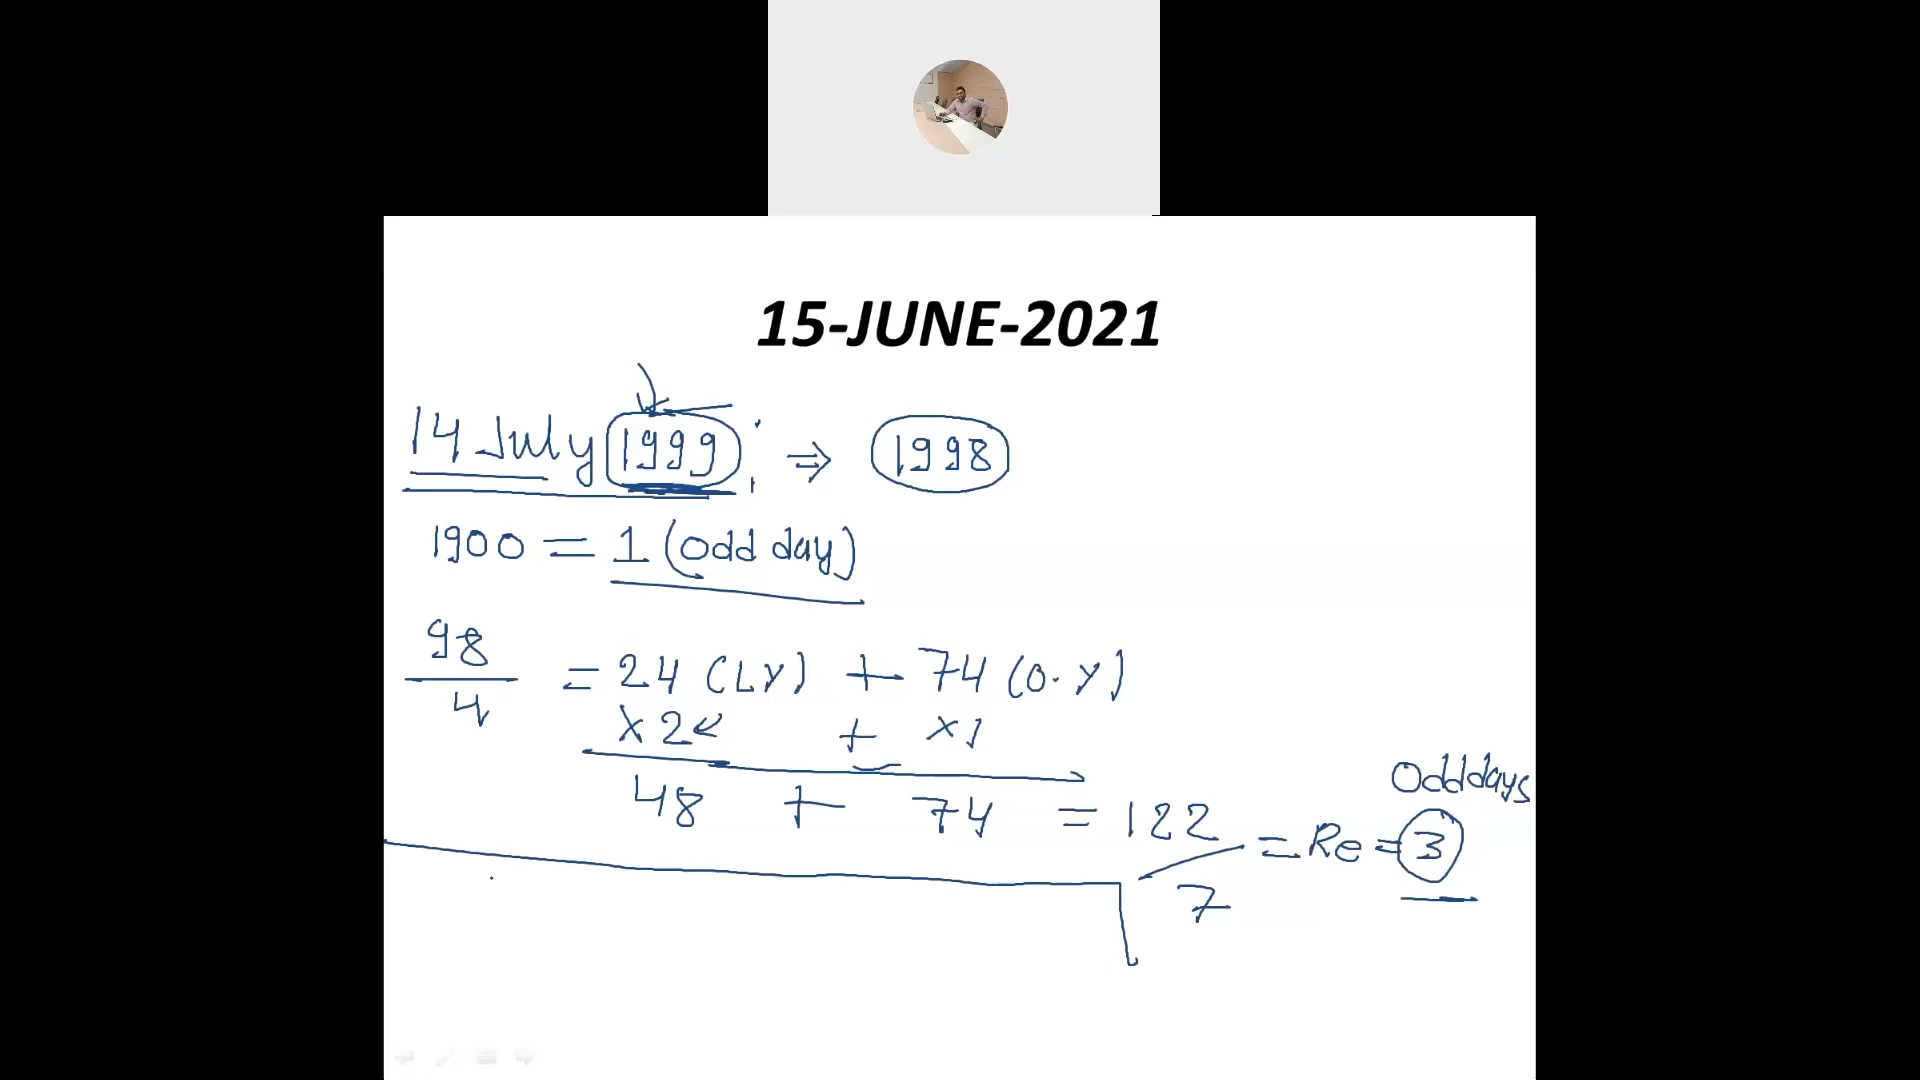 15-JUNE-2021
14 July 1999 : ⇒ 1998
1900 = 1 (odd day)
98/4 = 24 (LY) + 74 (O.Y)
×2 + ×1
48 + 74 = 122/7 = Re = 3
Odddays